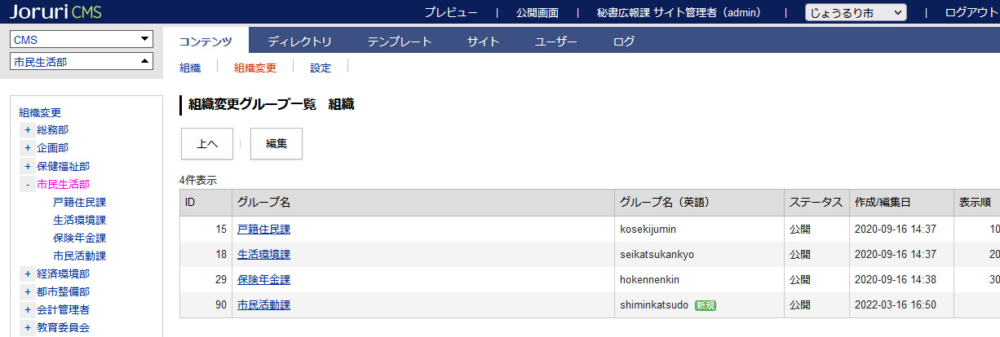 Joruri CMS プレビュー | 公開画面 | 秘書広報課 サイト管理者（admin） | じょうるり市 | ログアウト
CMS
市民生活部
コンテンツ ディレクトリ テンプレート サイト ユーザー ログ
組織 組織変更 設定
組織変更
+ 総務部
+ 企画部
+ 保健福祉部
- 市民生活部
戸籍住民課
生活環境課
保険年金課
市民活動課
+ 経済環境部
+ 都市整備部
+ 会計管理者
+ 教育委員会
組織変更グループ一覧 組織
上へ 編集
4件表示
ID グループ名 グループ名（英語） ステータス 作成/編集日 表示順
15 戸籍住民課 kosekijumin 公開 2020-09-16 14:37 10
18 生活環境課 seikatsukankyo 公開 2020-09-16 14:37 20
29 保険年金課 hokennenkin 公開 2020-09-16 14:38 30
90 市民活動課 shiminkatsudo 新規 公開 2022-03-16 16:50